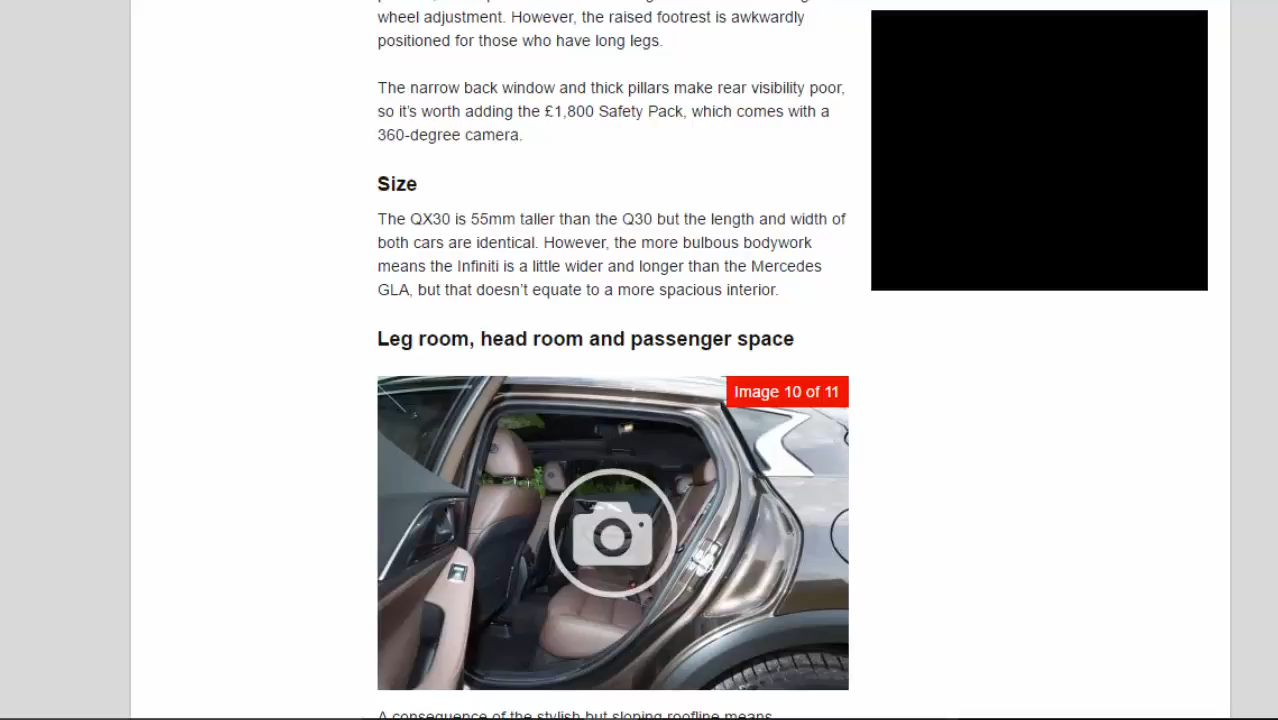 wheel adjustment. However, the raised footrest is awkwardly
positioned for those who have long legs.
The narrow back window and thick pillars make rear visibility poor,
so it’s worth adding the £1,800 Safety Pack, which comes with a
360-degree camera.
Size
The QX30 is 55mm taller than the Q30 but the length and width of
both cars are identical. However, the more bulbous bodywork
means the Infiniti is a little wider and longer than the Mercedes
GLA, but that doesn’t equate to a more spacious interior.
Leg room, head room and passenger space
Image 10 of 11
A consequence of the stylish but sloping roofline means